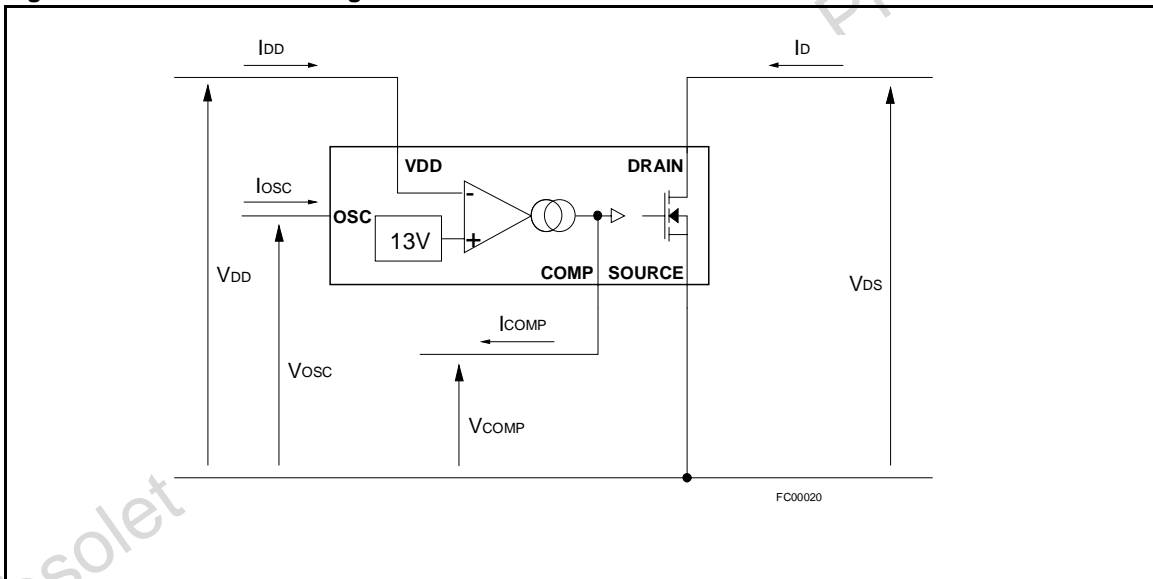 IDD
ID
VDD
DRAIN
IOSC
OSC
-
13V
+
COMP
SOURCE
VDD
VDS
ICOMP
VOSC
VCOMP
FC00020